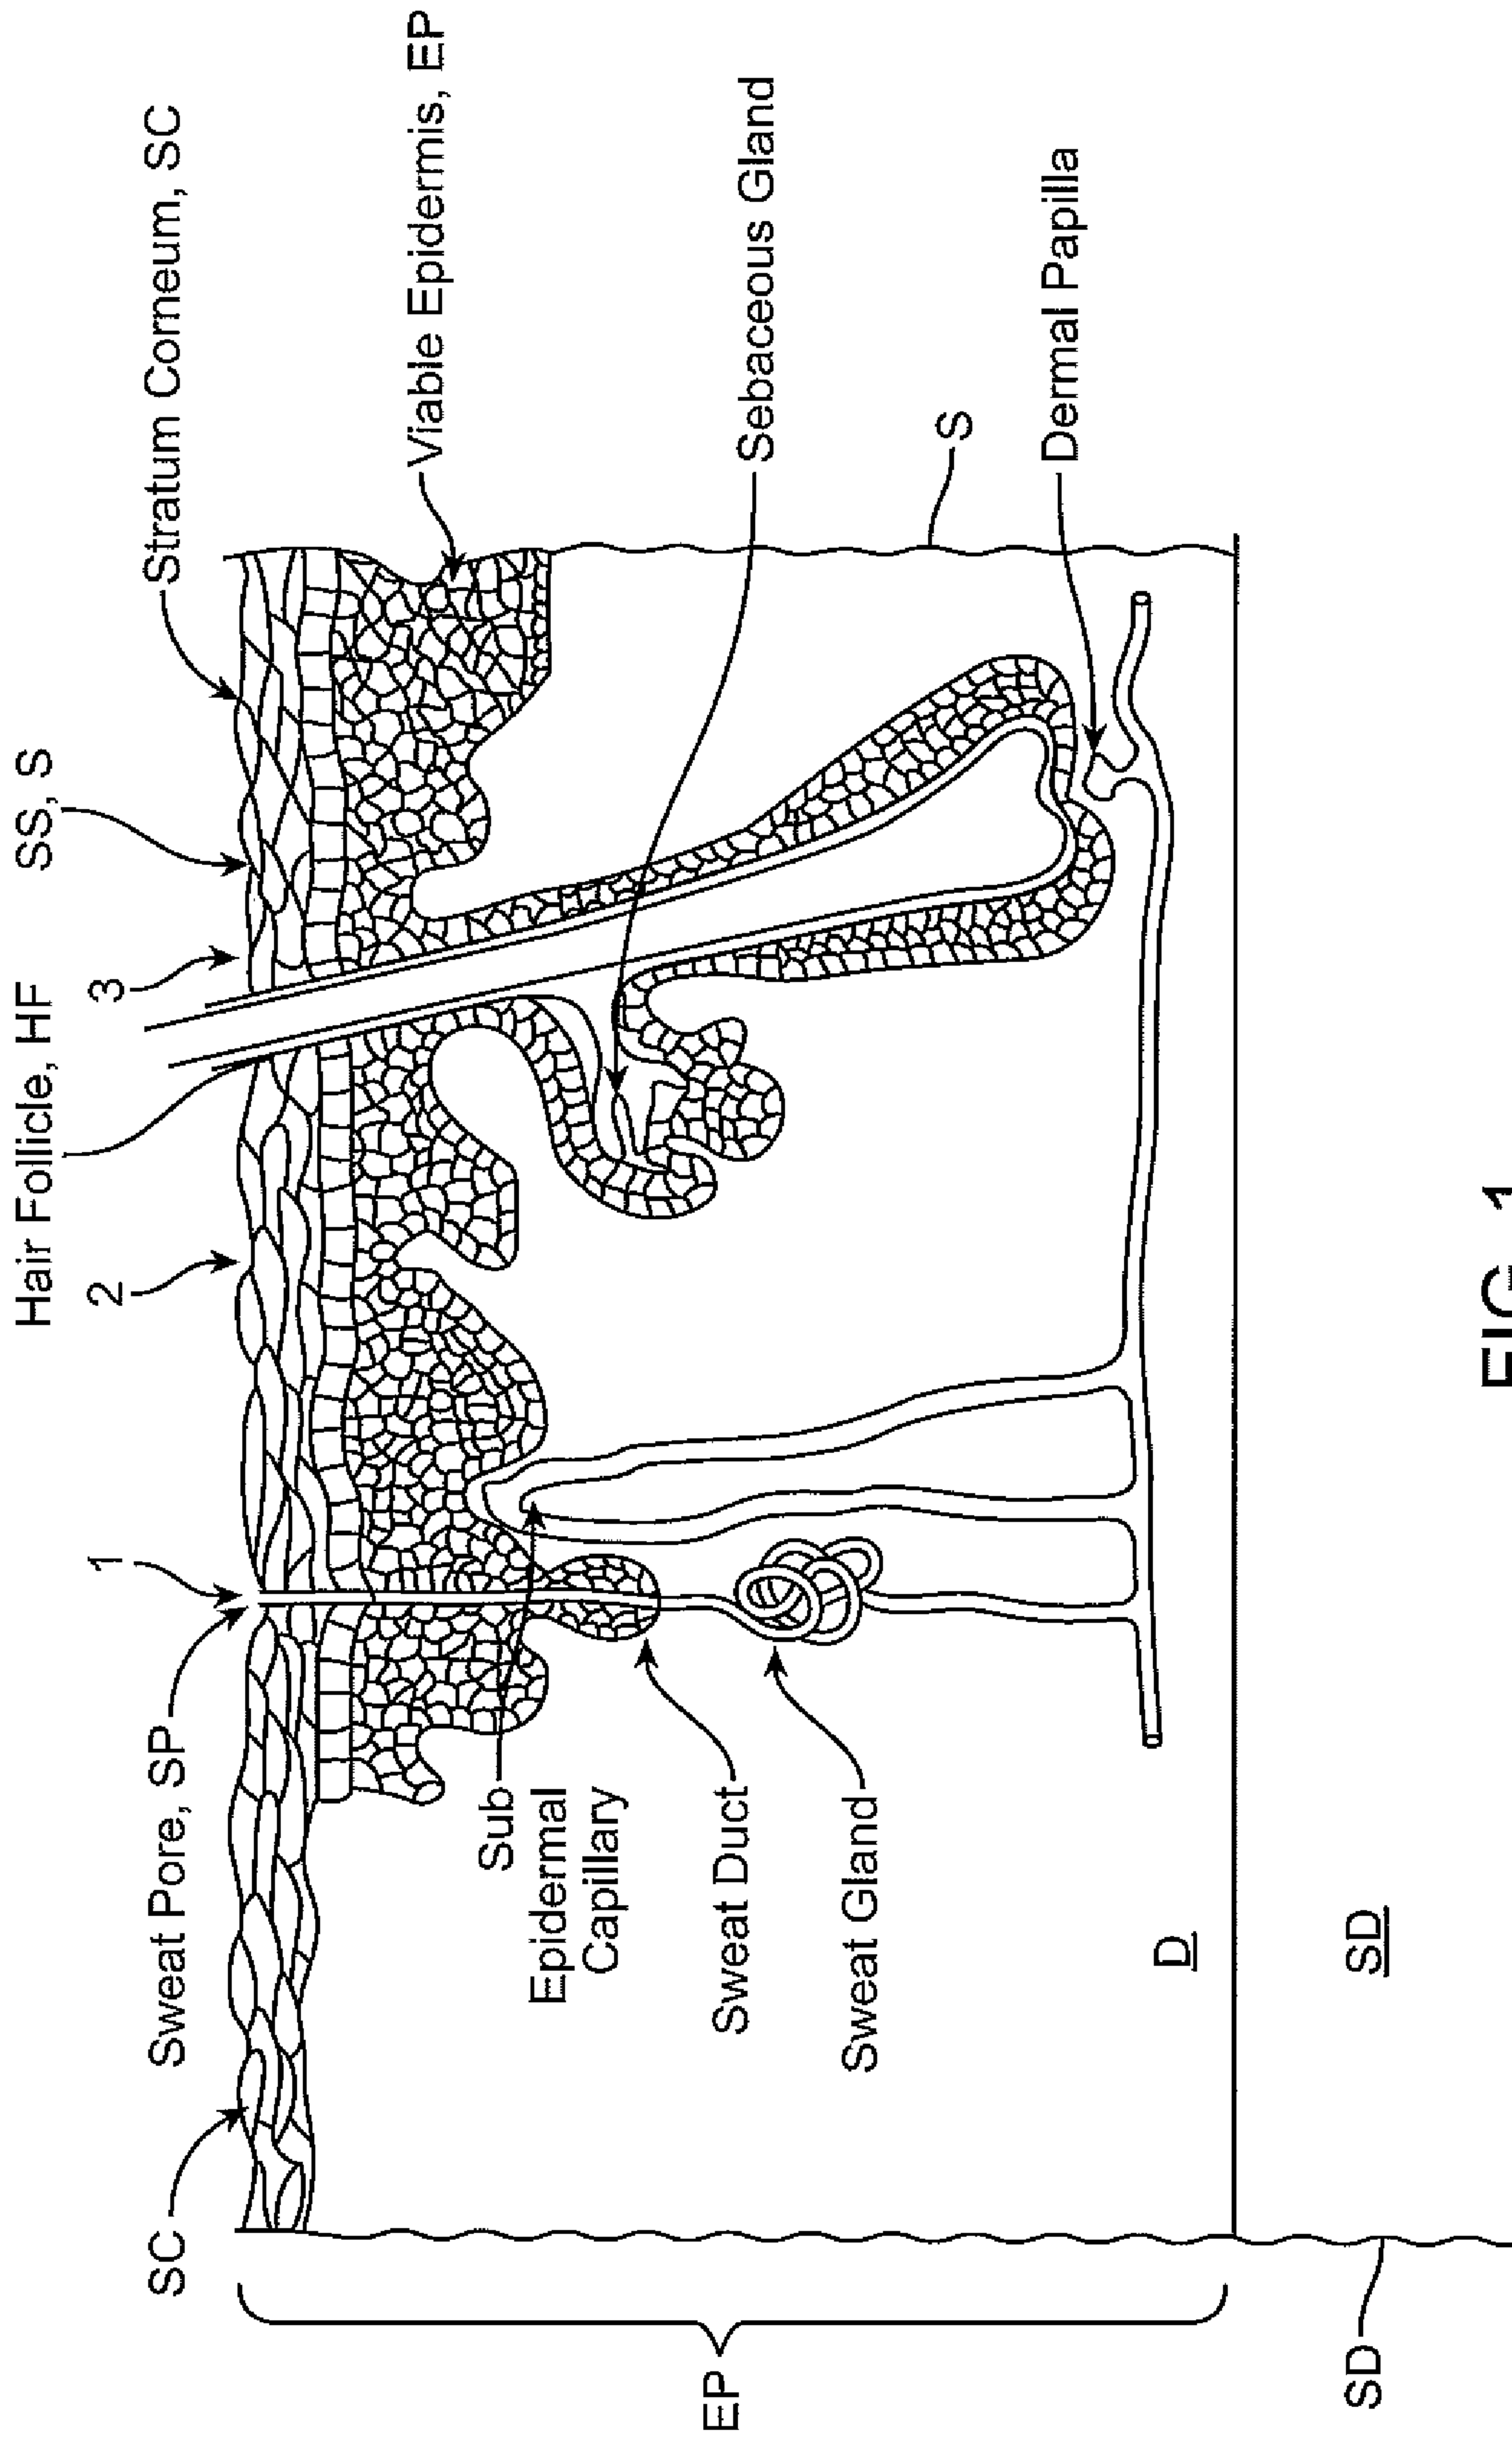 Hair Follicle, HF
SS, S
1
2
3
SC
Sweat Pore, SP
Stratum Corneum, SC
Viable Epidermis, EP
Sub
Epidermal
Capillary
Sweat Duct
Sebaceous Gland
Sweat Gland
EP
S
Dermal Papilla
D
SD
SD
FIG. 1